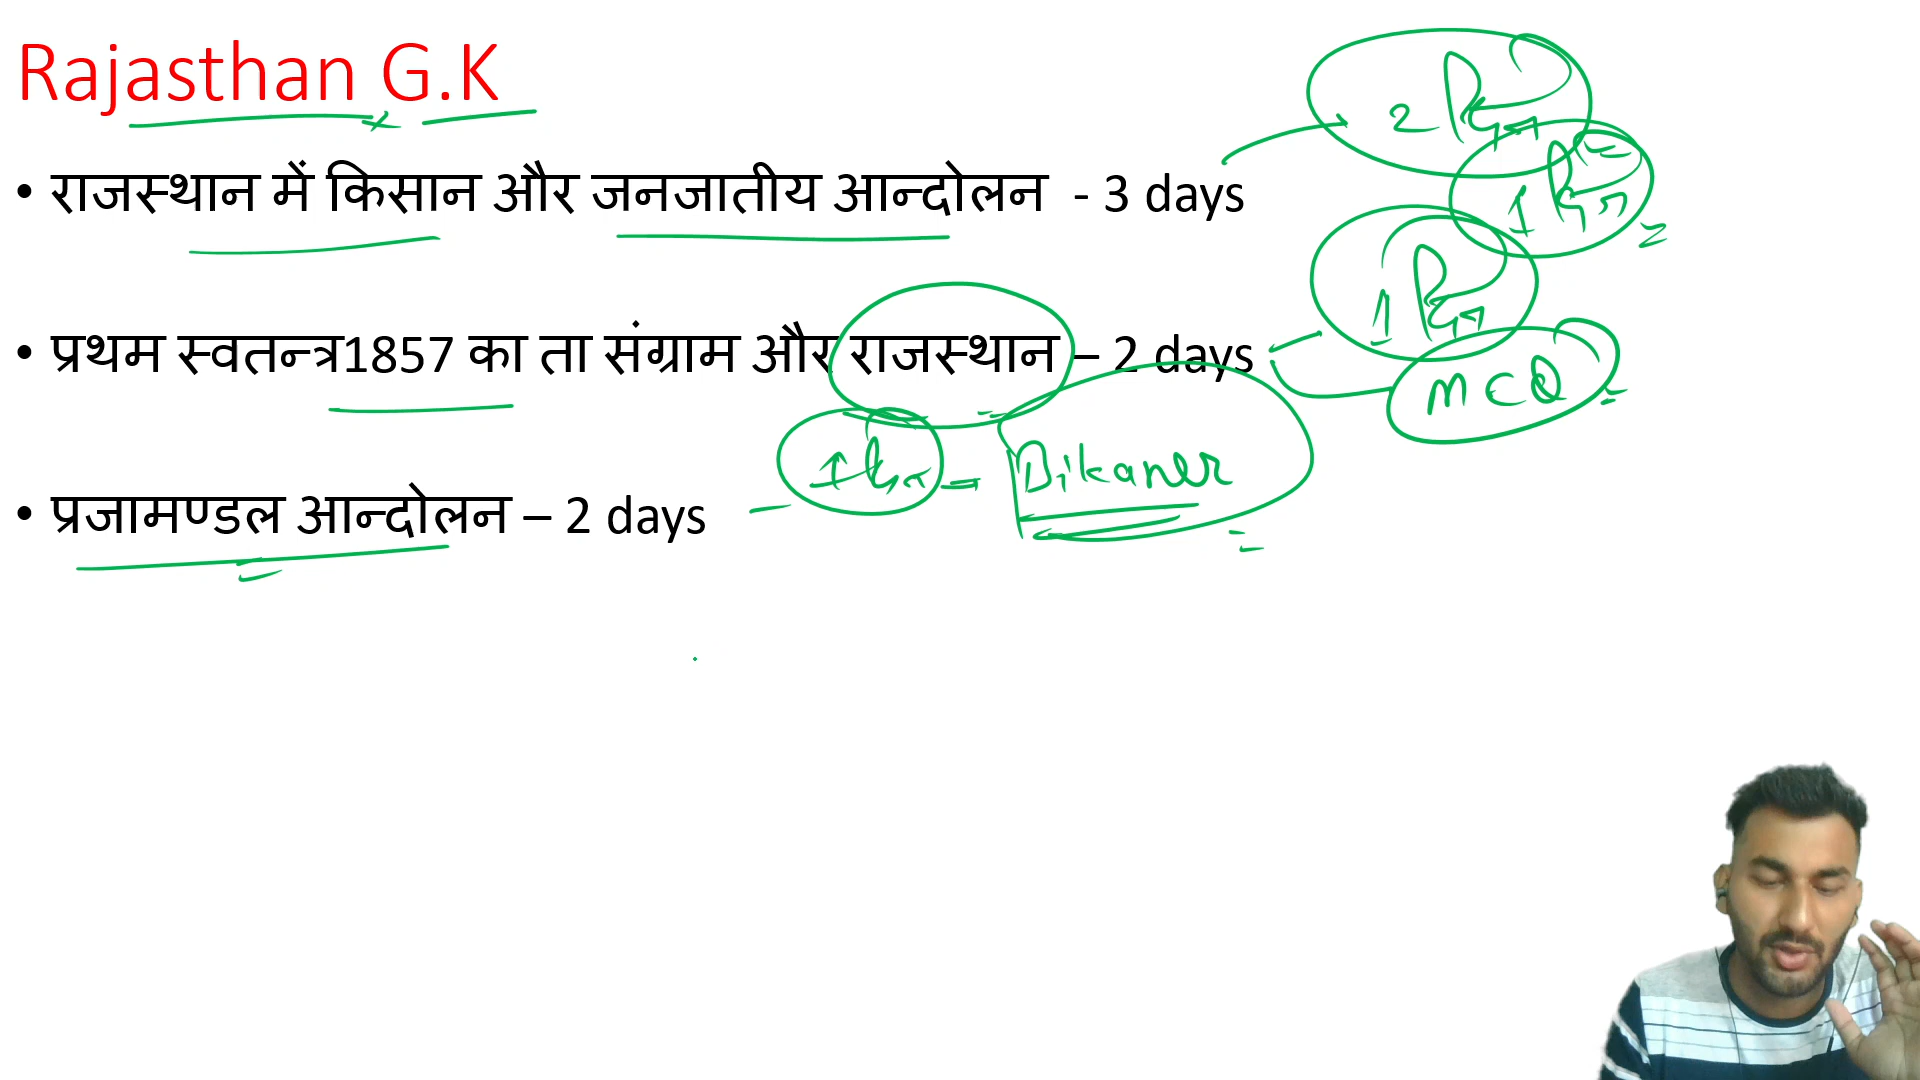 Rajasthan G.K
• राजस्थान में किसान और जनजातीय आन्दोलन - 3 days
2
1
• प्रथम स्वतन्त्र1857 का ता संग्राम और राजस्थान – 2 days
1
MCQ
• प्रजामण्डल आन्दोलन – 2 days
1
Bikaner